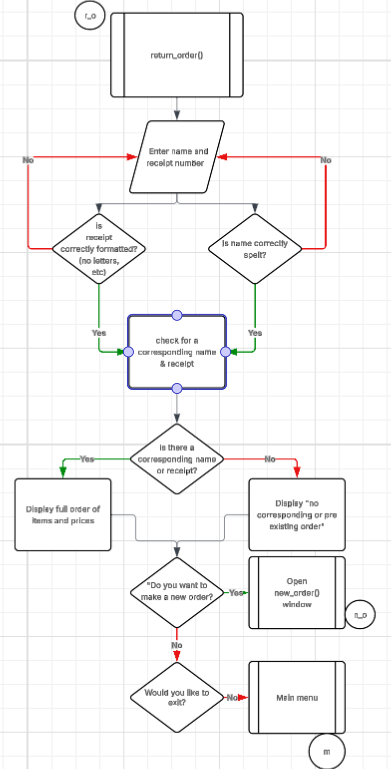 r_o
return_order()
Enter name and
receipt number
No
No
Is
receipt
correctly formatted?
(no letters,
etc)
Is name correctly
spelt?
Yes
Yes
check for a
corresponding name
& receipt
Is there a
corresponding name
or receipt?
Yes
No
Display full order of
items and prices
Display "no
corresponding or pre
existing order"
"Do you want to
make a new order?
Yes
Open
new_order()
window
n_o
No
Would you like to
exit?
No
Main menu
m